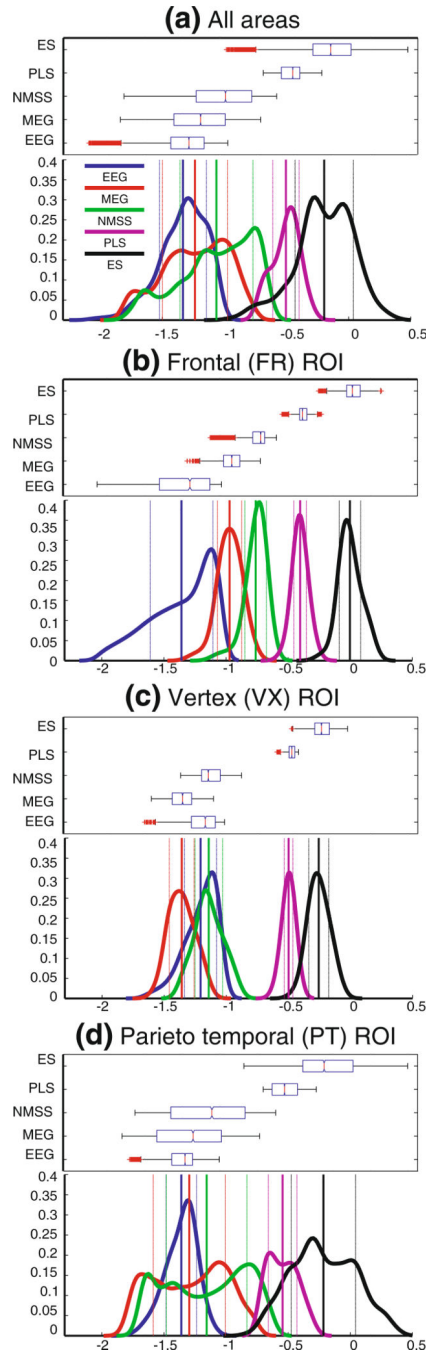 (a) All areas
ES
PLS
NMSS
MEG
EEG
0.4
0.35
0.3
0.25
0.2
0.15
0.1
0.05
0
EEG
MEG
NMSS
PLS
ES
-2 -1.5 -1 -0.5 0 0.5
(b) Frontal (FR) ROI
ES
PLS
NMSS
MEG
EEG
0.4
0.35
0.3
0.25
0.2
0.15
0.1
0.05
0
-2 -1.5 -1 -0.5 0 0.5
(c) Vertex (VX) ROI
ES
PLS
NMSS
MEG
EEG
0.4
0.35
0.3
0.25
0.2
0.15
0.1
0.05
0
-2 -1.5 -1 -0.5 0 0.5
(d) Parieto temporal (PT) ROI
ES
PLS
NMSS
MEG
EEG
0.4
0.35
0.3
0.25
0.2
0.15
0.1
0.05
0
-2 -1.5 -1 -0.5 0 0.5